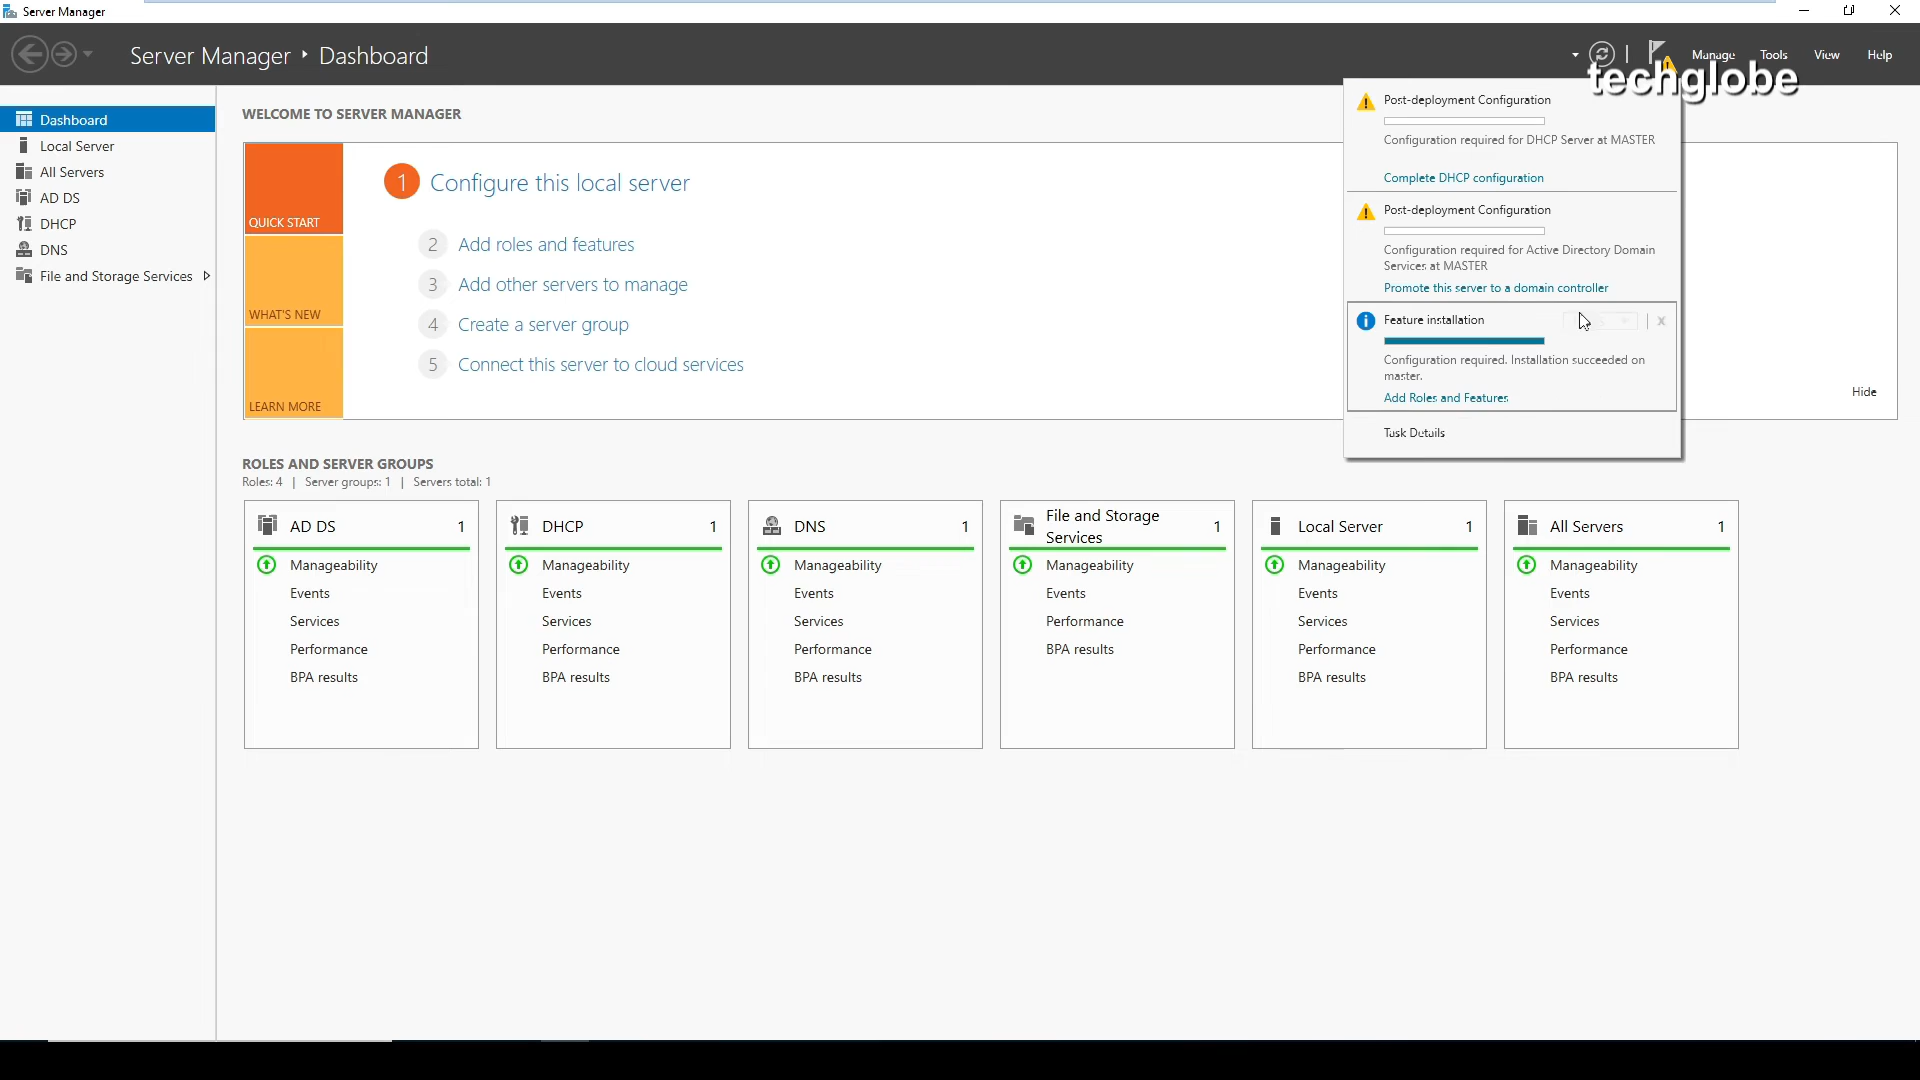 Server Manager
Server Manager ‣ Dashboard
Manage Tools View Help
techglobe
Dashboard
Local Server
All Servers
AD DS
DHCP
DNS
File and Storage Services
WELCOME TO SERVER MANAGER
QUICK START
WHAT'S NEW
LEARN MORE
1 Configure this local server
2 Add roles and features
3 Add other servers to manage
4 Create a server group
5 Connect this server to cloud services
Hide
Post-deployment Configuration
Configuration required for DHCP Server at MASTER
Complete DHCP configuration
Post-deployment Configuration
Configuration required for Active Directory Domain
Services at MASTER
Promote this server to a domain controller
Feature installation
Configuration required. Installation succeeded on
master.
Add Roles and Features
Task Details
ROLES AND SERVER GROUPS
Roles: 4 | Server groups: 1 | Servers total: 1
AD DS 1
Manageability
Events
Services
Performance
BPA results
DHCP 1
Manageability
Events
Services
Performance
BPA results
DNS 1
Manageability
Events
Services
Performance
BPA results
File and Storage
Services 1
Manageability
Events
Performance
BPA results
Local Server 1
Manageability
Events
Services
Performance
BPA results
All Servers 1
Manageability
Events
Services
Performance
BPA results